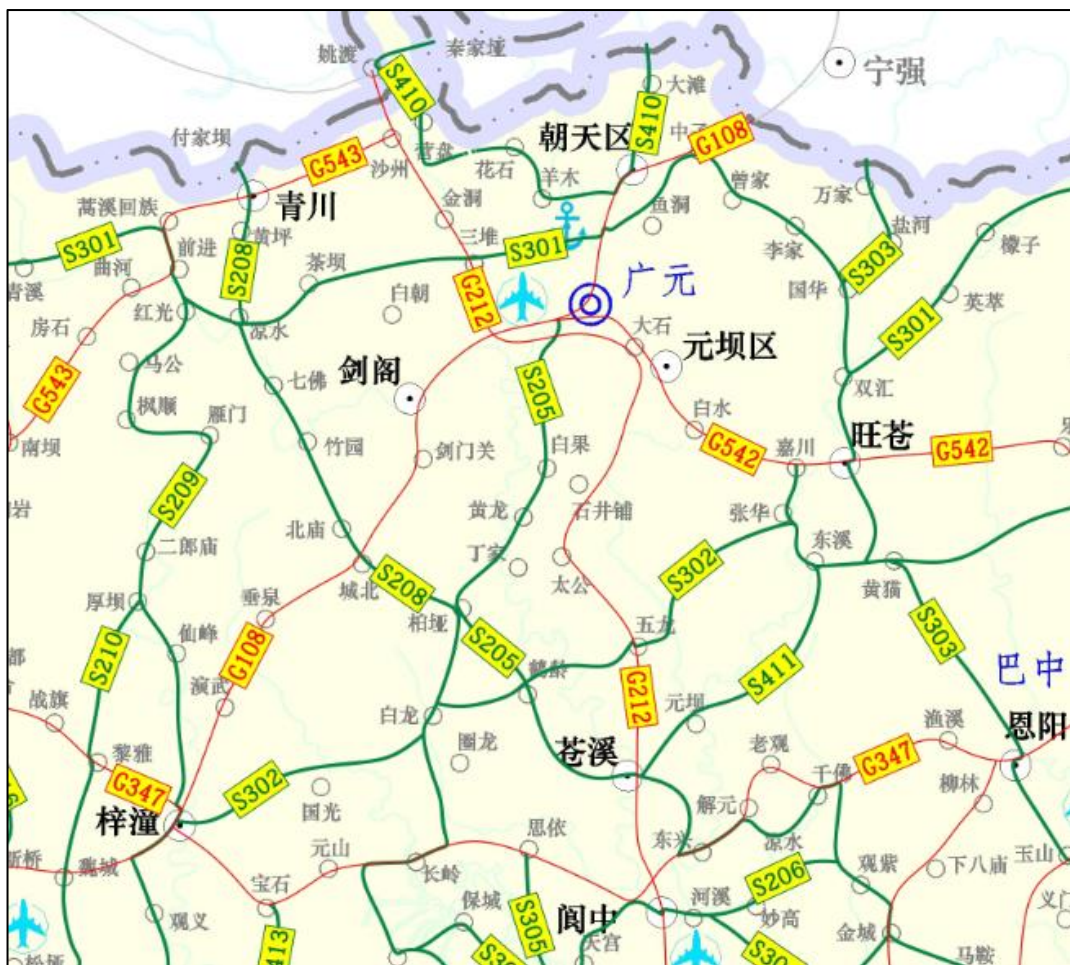 姚渡
秦家垭
宁强
S410
大滩
S410
付家坝
营盘
朝天区
中子
G108
G543
沙州
花石
羊木
曾家
万家
青川
金洞
鱼洞
蒿溪回族
黄坪
三堆
S301
李家
盐河
檬子
S301
前进
S208
茶坝
S303
青溪
曲河
G212
广元
国华
英萃
白朝
大石
S301
红光
凉水
房石
剑阁
元坝区
马公
七佛
S205
双汇
G543
枫顺
雁门
白水
旺苍
南坝
竹园
剑门关
白果
G542
嘉川
G542
S209
石井铺
张华
北庙
黄龙
二郎庙
丁家
S302
东溪
城北
S208
太公
黄猫
厚坝
垂泉
柏垭
五龙
S303
仙峰
S210
G108
S205
巴中
鹤龄
S411
战旗
演武
白龙
G212
元坝
渔溪
恩阳
黎雅
圈龙
苍溪
老观
千佛
G347
G347
S302
柳林
梓潼
国光
解元
思依
东兴
凉水
新桥
魏城
元山
长岭
S206
观紫
下八庙
玉山
宝石
观义
保城
S305
阆中
河溪
妙高
金城
义门
天宫
马鞍
S413
松垭